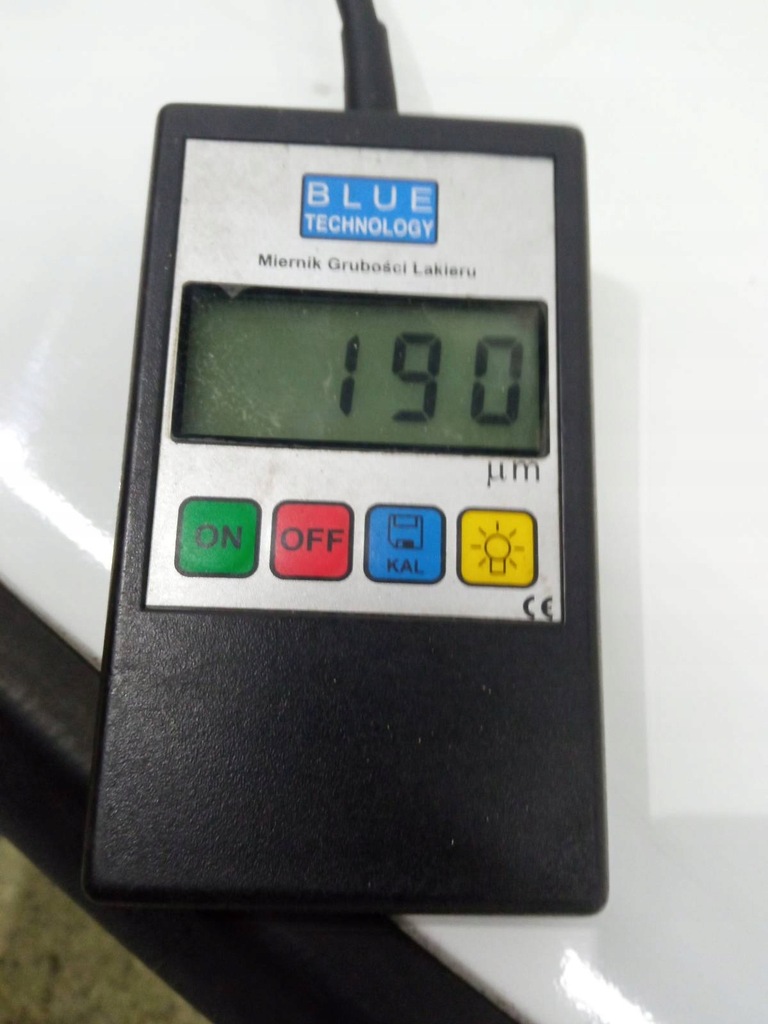 BLUE
TECHNOLOGY
Miernik Grubości Lakieru
190
µm
ON OFF KAL
CE